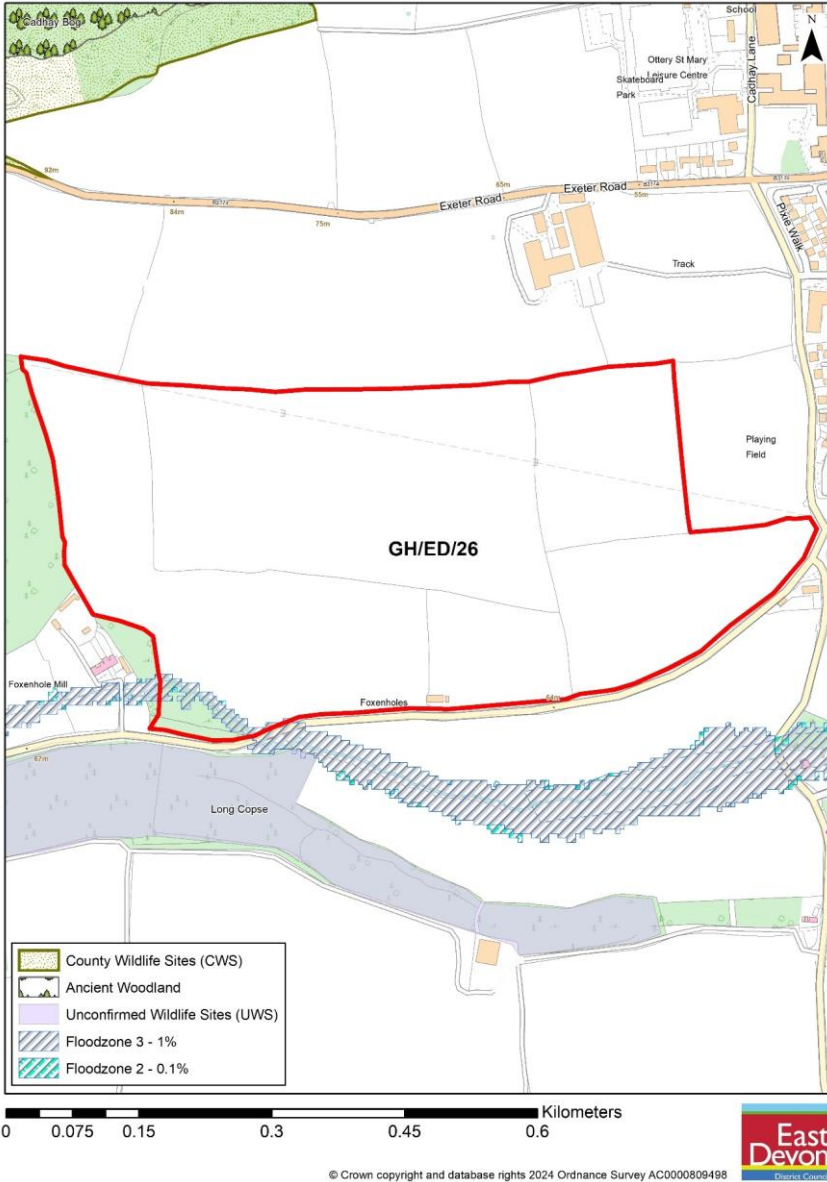 Cadhay Bog
School
N
Ottery St Mary
Leisure Centre
Skateboard
Park
Cadhay Lane
92m
84m
B3174
75m
Exeter Road
65m
Exeter Road
B3174
55m
Pixie Walk
Track
Playing
Field
GH/ED/26
Foxenhole Mill
Foxenholes
64m
67m
Long Copse
County Wildlife Sites (CWS)
Ancient Woodland
Unconfirmed Wildlife Sites (UWS)
Floodzone 3 - 1%
Floodzone 2 - 0.1%
Kilometers
0 0.075 0.15 0.3 0.45 0.6
East
Devon
District Council
© Crown copyright and database rights 2024 Ordnance Survey AC0000809498